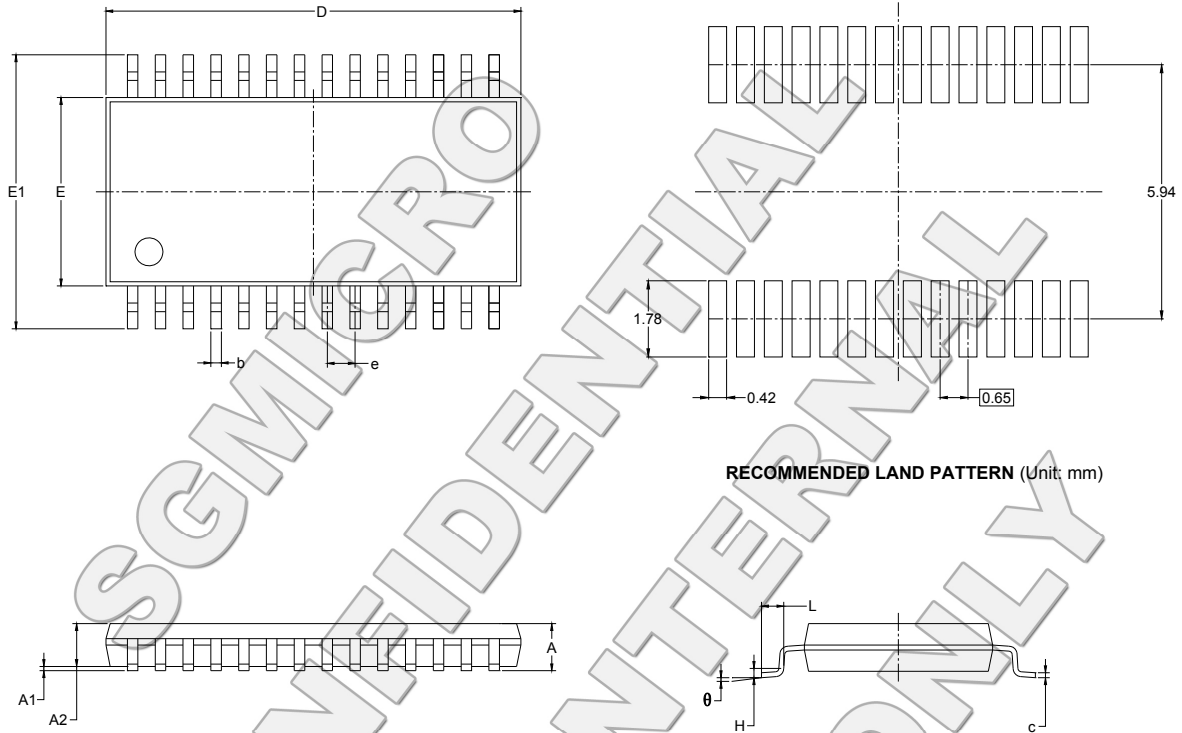 D
E1
E
b
e
5.94
1.78
0.42
0.65
RECOMMENDED LAND PATTERN (Unit: mm)
A
A1
A2
L
θ
H
c
SGMICRO
CONFIDENTIAL
INTERNAL
ONLY